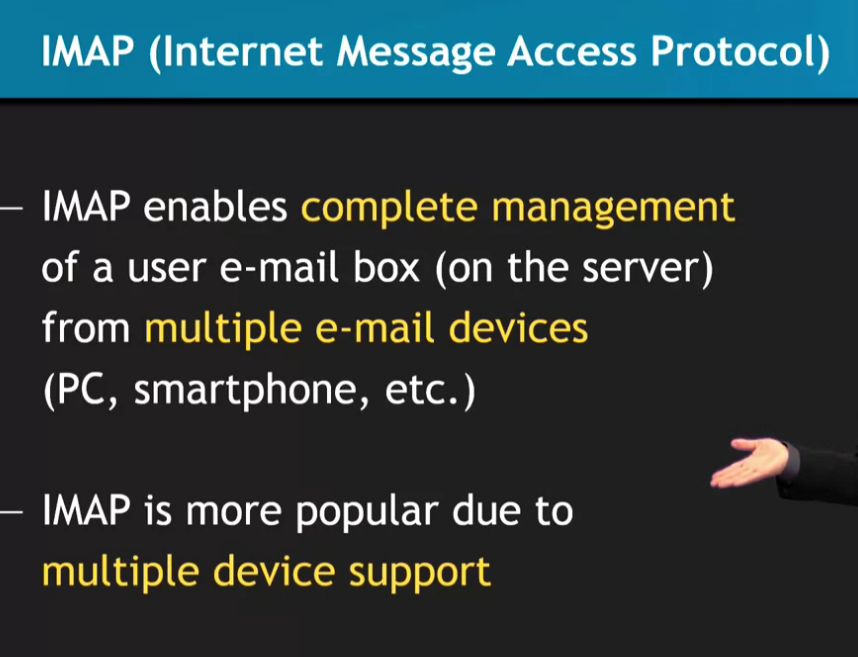 IMAP (Internet Message Access Protocol)
– IMAP enables complete management
of a user e-mail box (on the server)
from multiple e-mail devices
(PC, smartphone, etc.)
– IMAP is more popular due to
multiple device support